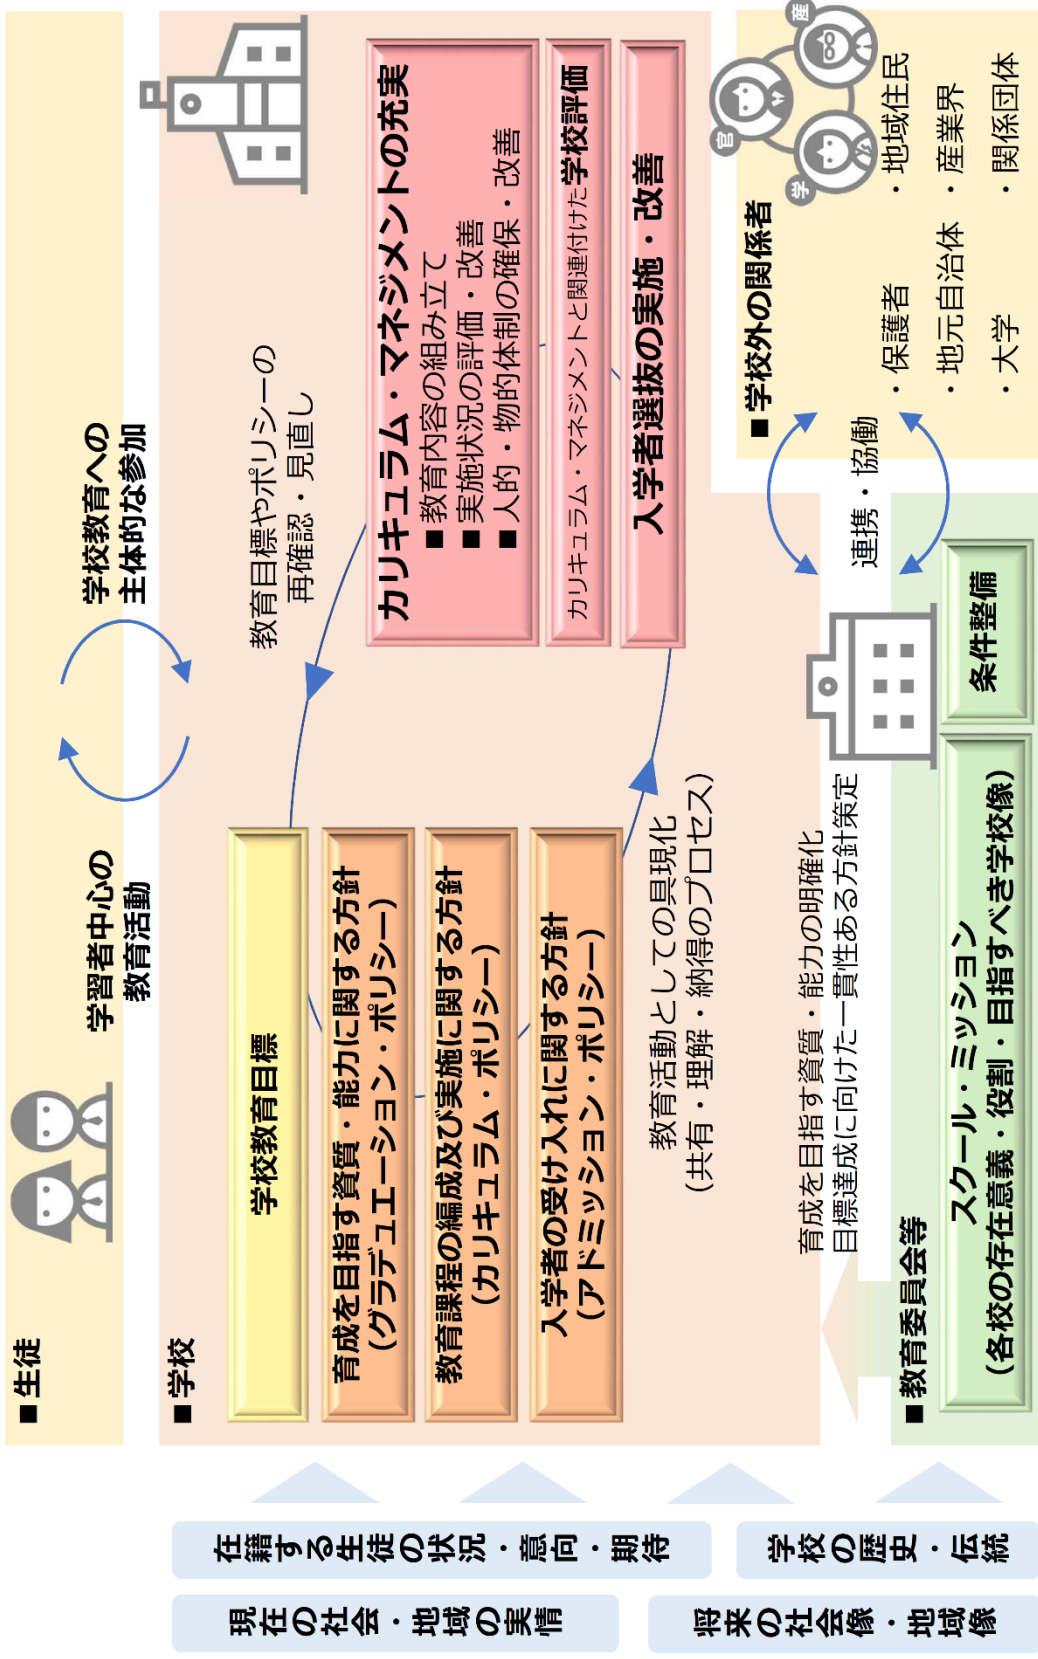 ■生徒
学習者中心の
教育活動
学校教育への
主体的な参加
■学校
学校教育目標
育成を目指す資質・能力に関する方針
(グラデュエーション・ポリシー)
教育課程の編成及び実施に関する方針
(カリキュラム・ポリシー)
入学者の受け入れに関する方針
(アドミッション・ポリシー)
教育目標やポリシーの
再確認・見直し
カリキュラム・マネジメントの充実
■ 教育内容の組み立て
■ 実施状況の評価・改善
■ 人的・物的体制の確保・改善
カリキュラム・マネジメントと関連付けた学校評価
入学者選抜の実施・改善
教育活動としての具現化
(共有・理解・納得のプロセス)
育成を目指す資質・能力の明確化
目標達成に向けた一貫性ある方針策定
■教育委員会等
スクール・ミッション
(各校の存在意義・役割・目指すべき学校像)
条件整備
連携・協働
■学校外の関係者
官
学
産
・保護者 ・地域住民
・地元自治体 ・産業界
・大学 ・関係団体
在籍する生徒の状況・意向・期待
学校の歴史・伝統
現在の社会・地域の実情
将来の社会像・地域像